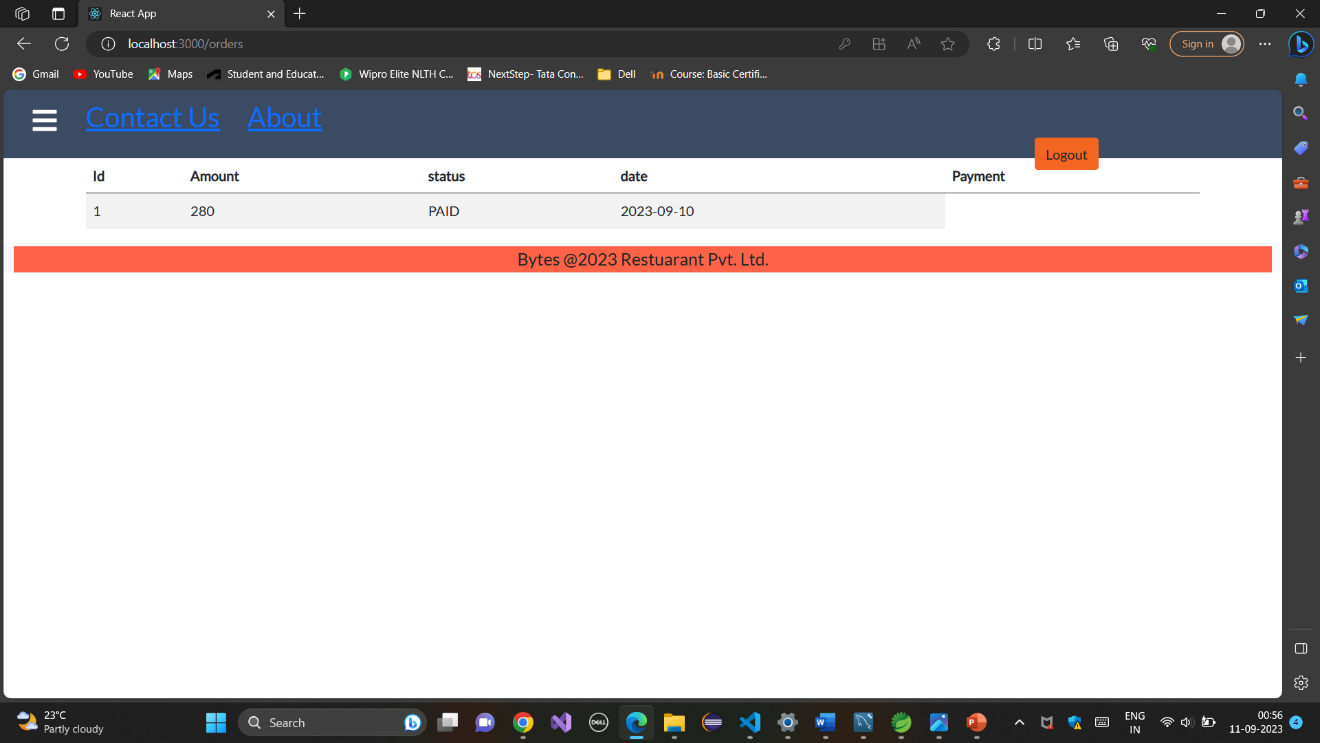 React App
localhost:3000/orders
Sign in
Gmail YouTube Maps Student and Educat... Wipro Elite NLTH C... NextStep- Tata Con... Dell Course: Basic Certifi...
Contact Us About
Logout
Id Amount status date Payment
1 280 PAID 2023-09-10
Bytes @2023 Restuarant Pvt. Ltd.
23°C
Partly cloudy
Search
ENG
IN
00:56
11-09-2023
4